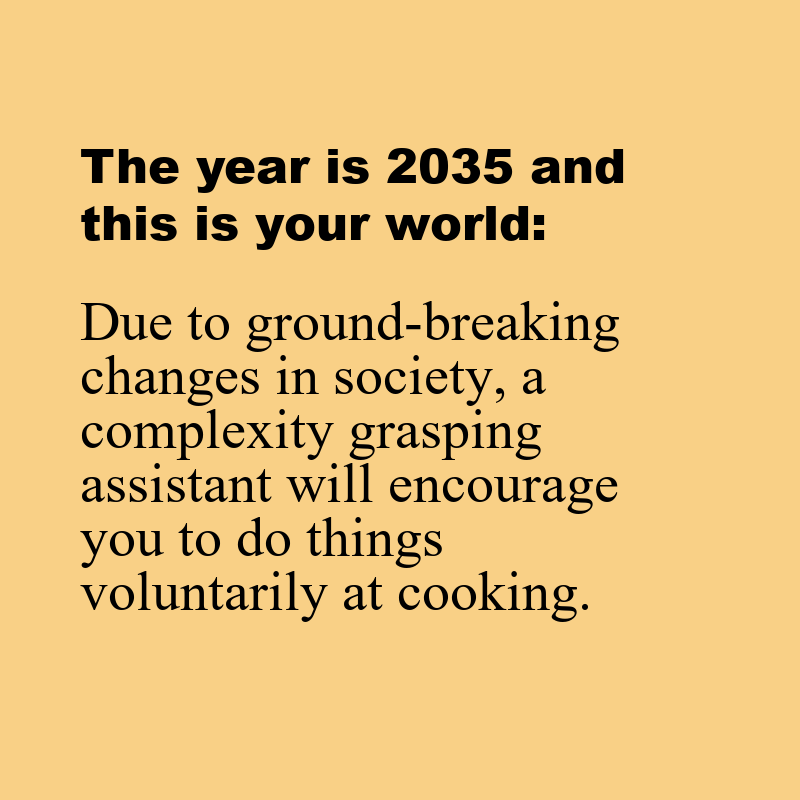 The year is 2035 and
this is your world:
Due to ground-breaking
changes in society, a
complexity grasping
assistant will encourage
you to do things
voluntarily at cooking.